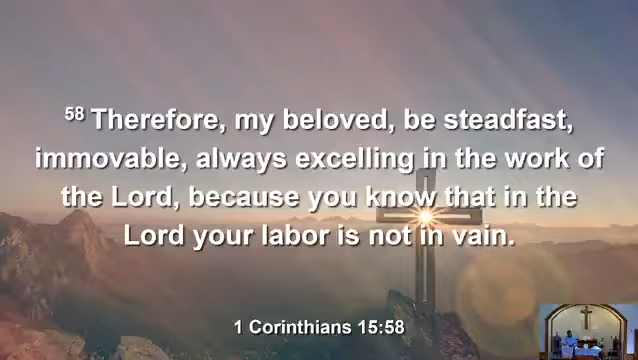 58 Therefore, my beloved, be steadfast,
immovable, always excelling in the work of
the Lord, because you know that in the
Lord your labor is not in vain.
1 Corinthians 15:58